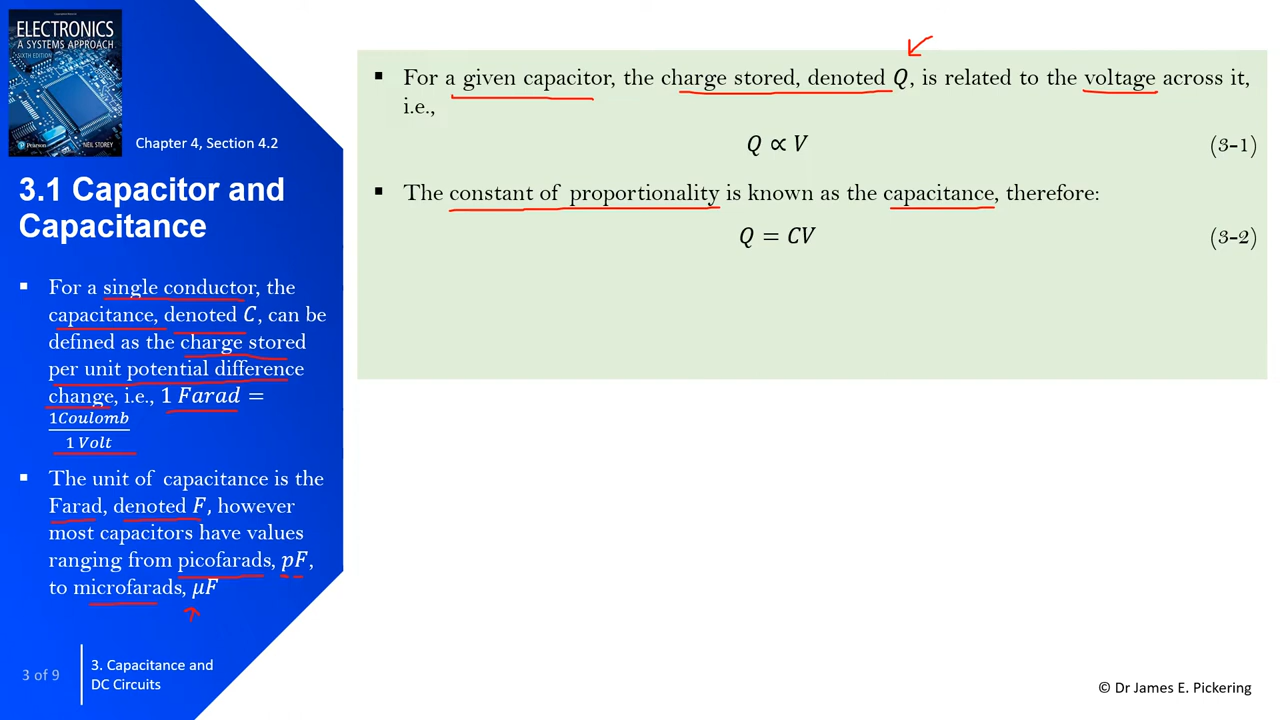 ELECTRONICS
A SYSTEMS APPROACH
SIXTH EDITION
Pearson
NEIL STOREY
Chapter 4, Section 4.2
3.1 Capacitor and
Capacitance
▪ For a single conductor, the
capacitance, denoted C, can be
defined as the charge stored
per unit potential difference
change, i.e., 1 Farad =
1Coulomb
1 Volt
▪ The unit of capacitance is the
Farad, denoted F, however
most capacitors have values
ranging from picofarads, pF,
to microfarads, μF
3 of 9
3. Capacitance and
DC Circuits
▪ For a given capacitor, the charge stored, denoted Q, is related to the voltage across it,
i.e.,
Q ∝ V (3-1)
▪ The constant of proportionality is known as the capacitance, therefore:
Q = CV (3-2)
© Dr James E. Pickering